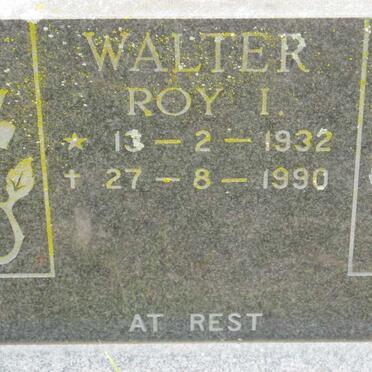 WALTER
ROY I.
★ 13 – 2 – 1932
† 27 – 8 – 1990
AT REST